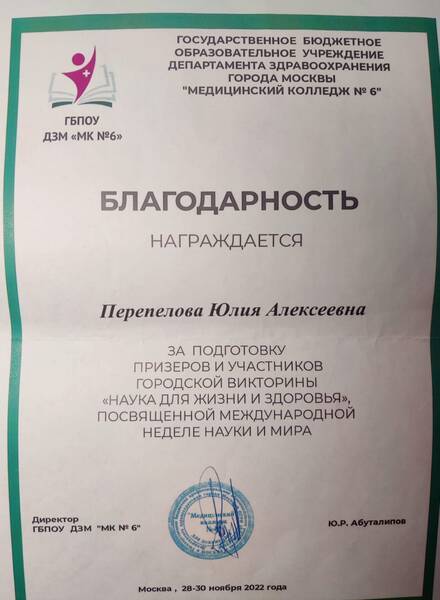 ГОСУДАРСТВЕННОЕ БЮДЖЕТНОЕ
ОБРАЗОВАТЕЛЬНОЕ УЧРЕЖДЕНИЕ
ДЕПАРТАМЕНТА ЗДРАВООХРАНЕНИЯ
ГОРОДА МОСКВЫ
"МЕДИЦИНСКИЙ КОЛЛЕДЖ № 6"
ГБПОУ
ДЗМ «МК №6»
БЛАГОДАРНОСТЬ
НАГРАЖДАЕТСЯ
Перепелова Юлия Алексеевна
ЗА ПОДГОТОВКУ
ПРИЗЕРОВ И УЧАСТНИКОВ
ГОРОДСКОЙ ВИКТОРИНЫ
«НАУКА ДЛЯ ЖИЗНИ И ЗДОРОВЬЯ»,
ПОСВЯЩЕННОЙ МЕЖДУНАРОДНОЙ
НЕДЕЛЕ НАУКИ И МИРА
"Медицинский
колледж
Директор
ГБПОУ ДЗМ "МК № 6"
Ю.Р. Абуталипов
Москва , 28-30 ноября 2022 года